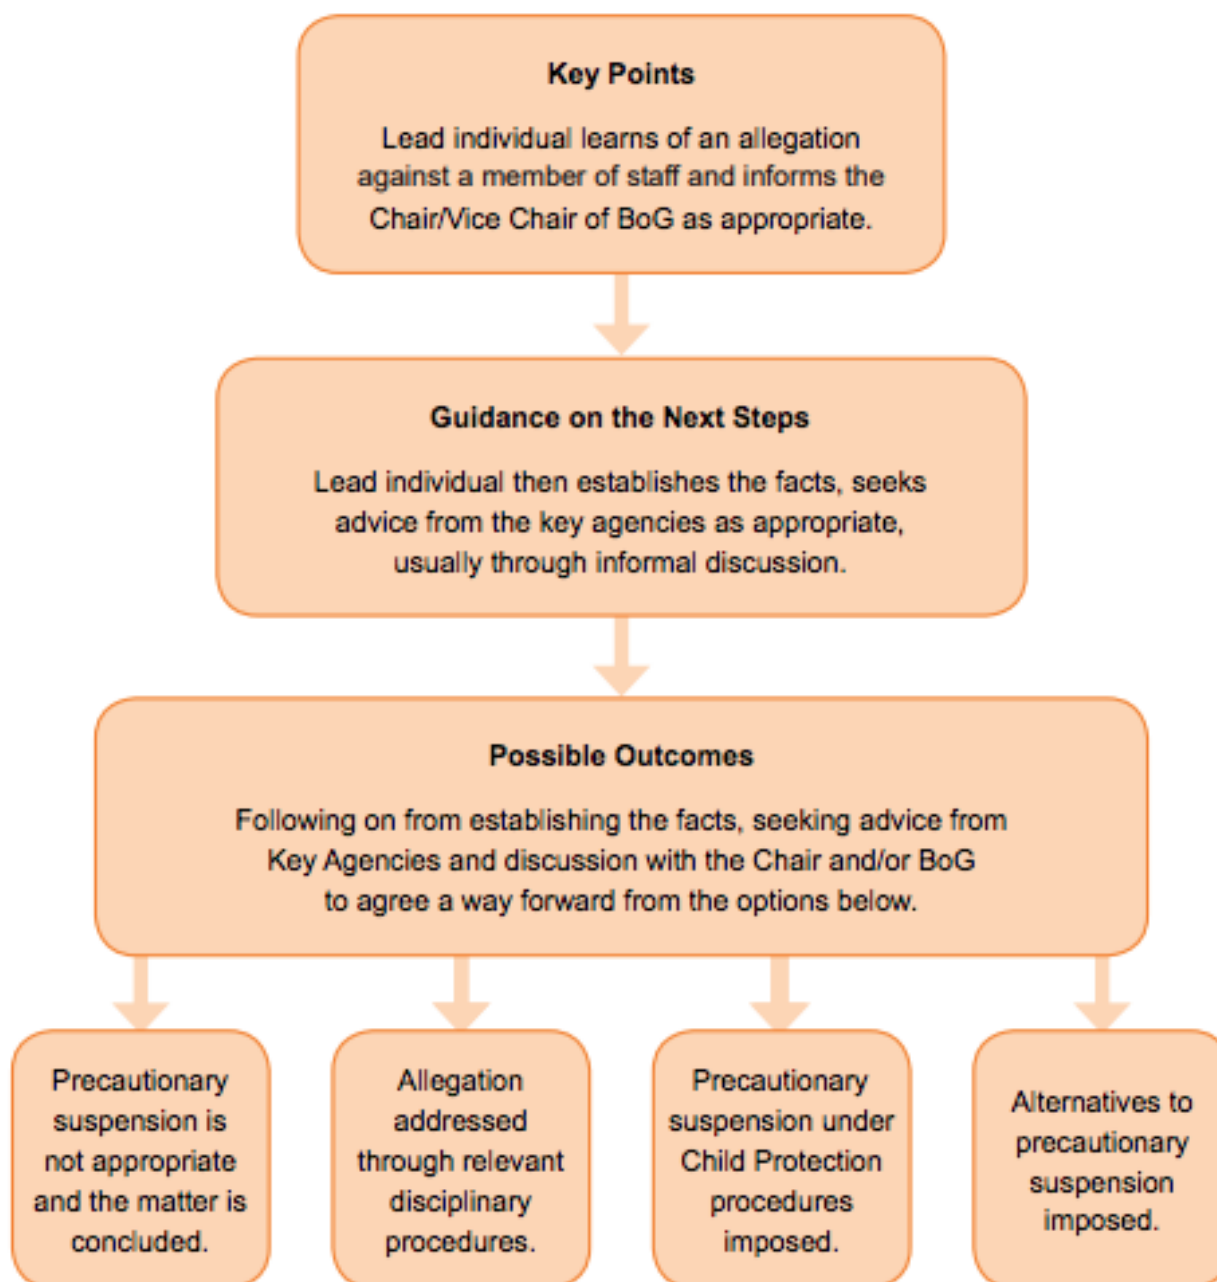 Key Points
Lead individual learns of an allegation
against a member of staff and informs the
Chair/Vice Chair of BoG as appropriate.
Guidance on the Next Steps
Lead individual then establishes the facts, seeks
advice from the key agencies as appropriate,
usually through informal discussion.
Possible Outcomes
Following on from establishing the facts, seeking advice from
Key Agencies and discussion with the Chair and/or BoG
to agree a way forward from the options below.
Precautionary
suspension is
not appropriate
and the matter is
concluded.
Allegation
addressed
through relevant
disciplinary
procedures.
Precautionary
suspension under
Child Protection
procedures
imposed.
Alternatives to
precautionary
suspension
imposed.